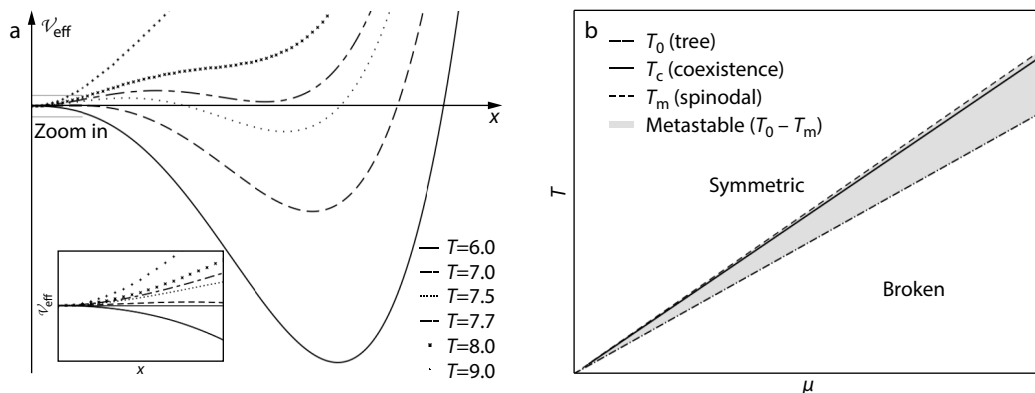 a
𝒱eff
x
Zoom in
𝒱eff
x
T=6.0
T=7.0
T=7.5
T=7.7
T=8.0
T=9.0
b
T0 (tree)
Tc (coexistence)
Tm (spinodal)
Metastable (T0 – Tm)
Symmetric
Broken
T
μ